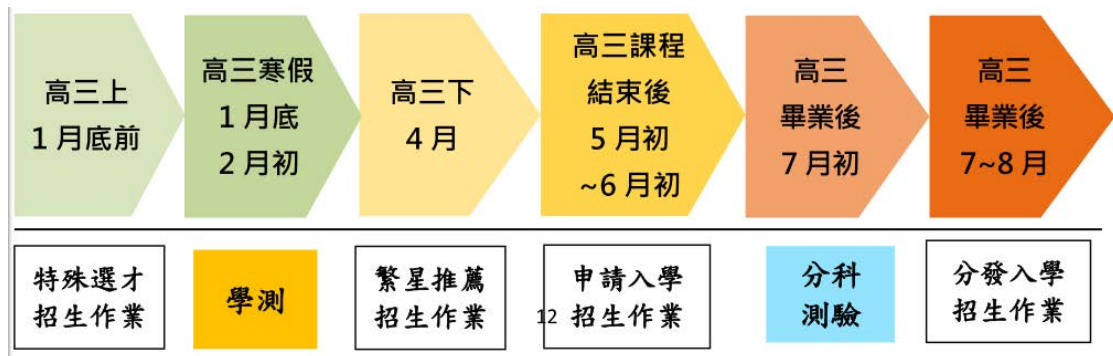 高三上
1月底前
高三寒假
1月底
2月初
高三下
4月
高三課程
結束後
5月初
~6月初
高三
畢業後
7月初
高三
畢業後
7~8月
特殊選才
招生作業
學測
繁星推薦
招生作業
申請入學
12 招生作業
分科
測驗
分發入學
招生作業